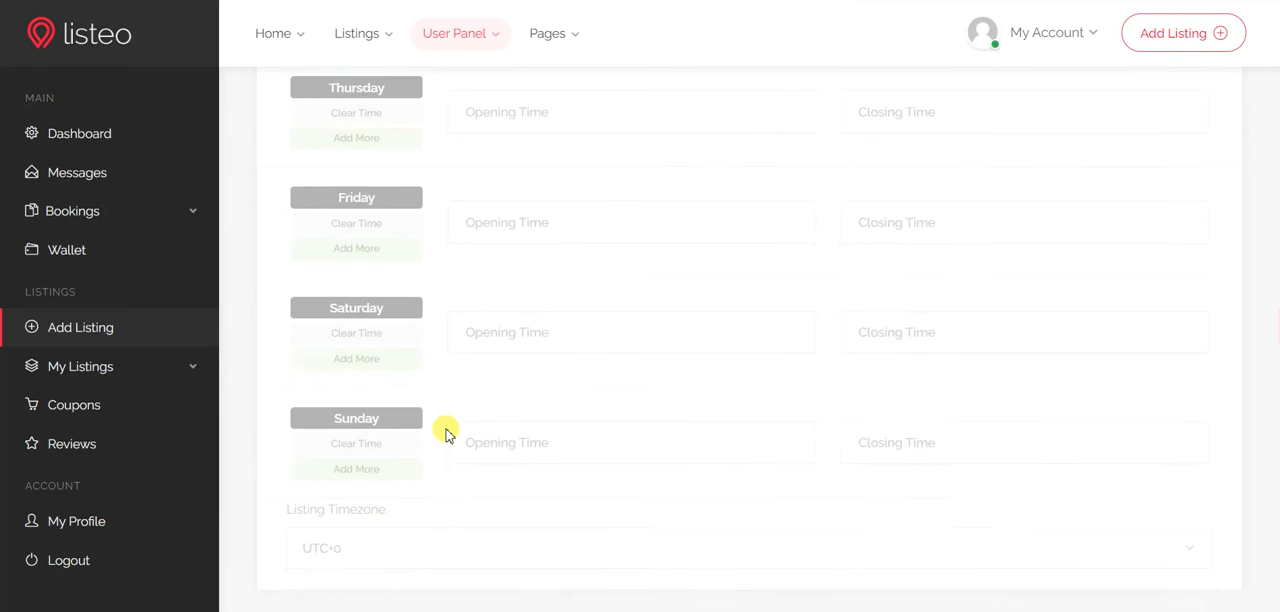 listeo
Home
Listings
User Panel
Pages
My Account
Add Listing
MAIN
Dashboard
Messages
Bookings
Wallet
LISTINGS
Add Listing
My Listings
Coupons
Reviews
ACCOUNT
My Profile
Logout
Thursday
Clear Time
Add More
Opening Time
Closing Time
Friday
Clear Time
Add More
Opening Time
Closing Time
Saturday
Clear Time
Add More
Opening Time
Closing Time
Sunday
Clear Time
Add More
Opening Time
Closing Time
Listing Timezone
UTC+0